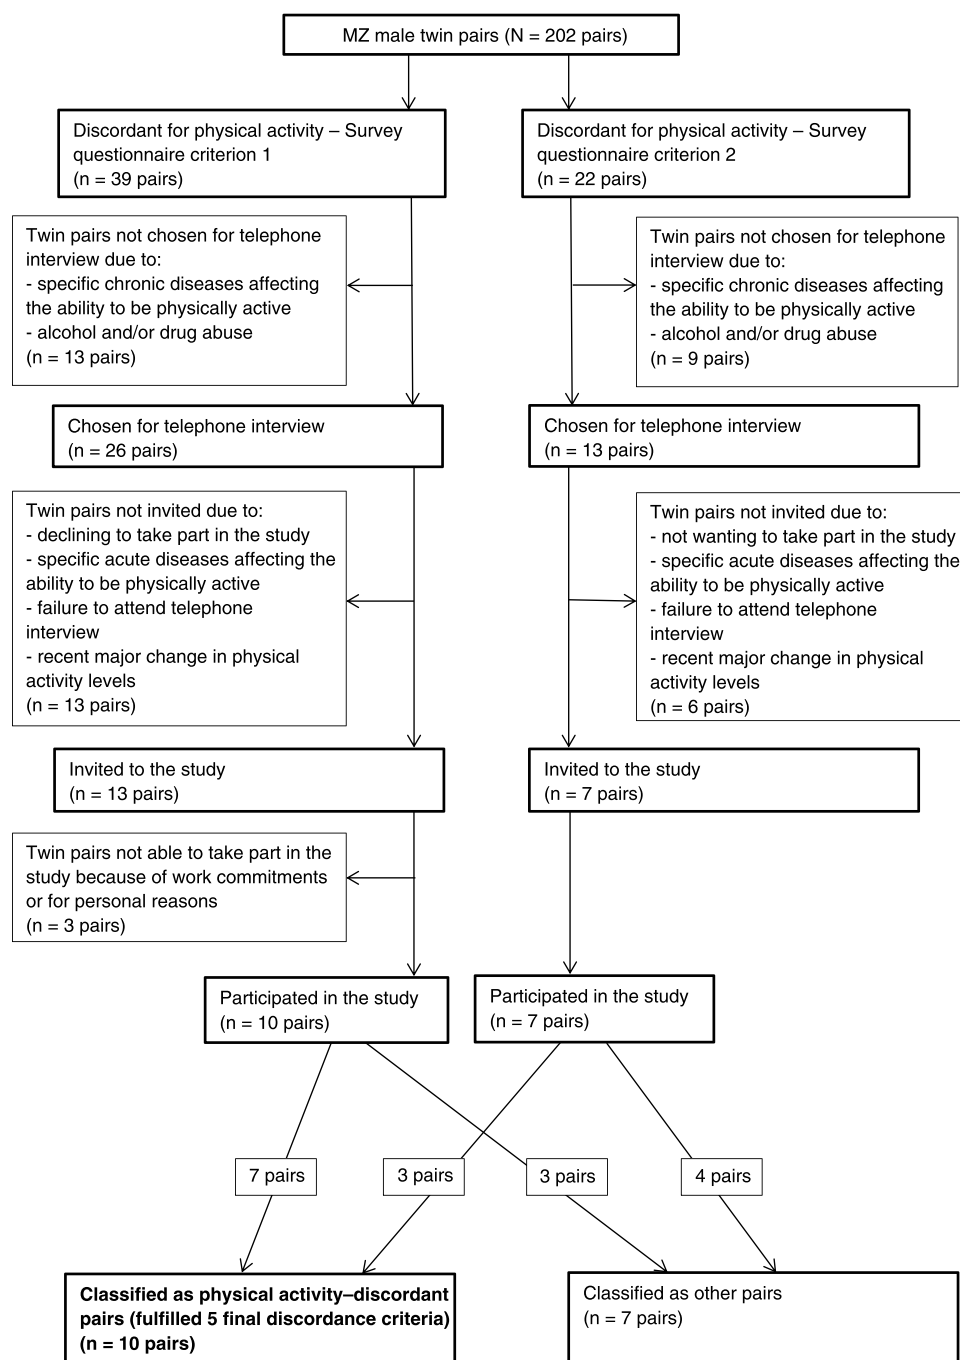 MZ male twin pairs (N = 202 pairs)
Discordant for physical activity – Survey
questionnaire criterion 1
(n = 39 pairs)
Discordant for physical activity – Survey
questionnaire criterion 2
(n = 22 pairs)
Twin pairs not chosen for telephone
interview due to:
- specific chronic diseases affecting
the ability to be physically active
- alcohol and/or drug abuse
(n = 13 pairs)
Twin pairs not chosen for telephone
interview due to:
- specific chronic diseases affecting
the ability to be physically active
- alcohol and/or drug abuse
(n = 9 pairs)
Chosen for telephone interview
(n = 26 pairs)
Chosen for telephone interview
(n = 13 pairs)
Twin pairs not invited due to:
- declining to take part in the study
- specific acute diseases affecting the
ability to be physically active
- failure to attend telephone
interview
- recent major change in physical
activity levels
(n = 13 pairs)
Twin pairs not invited due to:
- not wanting to take part in the study
- specific acute diseases affecting the
ability to be physically active
- failure to attend telephone
interview
- recent major change in physical
activity levels
(n = 6 pairs)
Invited to the study
(n = 13 pairs)
Invited to the study
(n = 7 pairs)
Twin pairs not able to take part in the
study because of work commitments
or for personal reasons
(n = 3 pairs)
Participated in the study
(n = 10 pairs)
Participated in the study
(n = 7 pairs)
7 pairs
3 pairs
3 pairs
4 pairs
Classified as physical activity–discordant
pairs (fulfilled 5 final discordance criteria)
(n = 10 pairs)
Classified as other pairs
(n = 7 pairs)